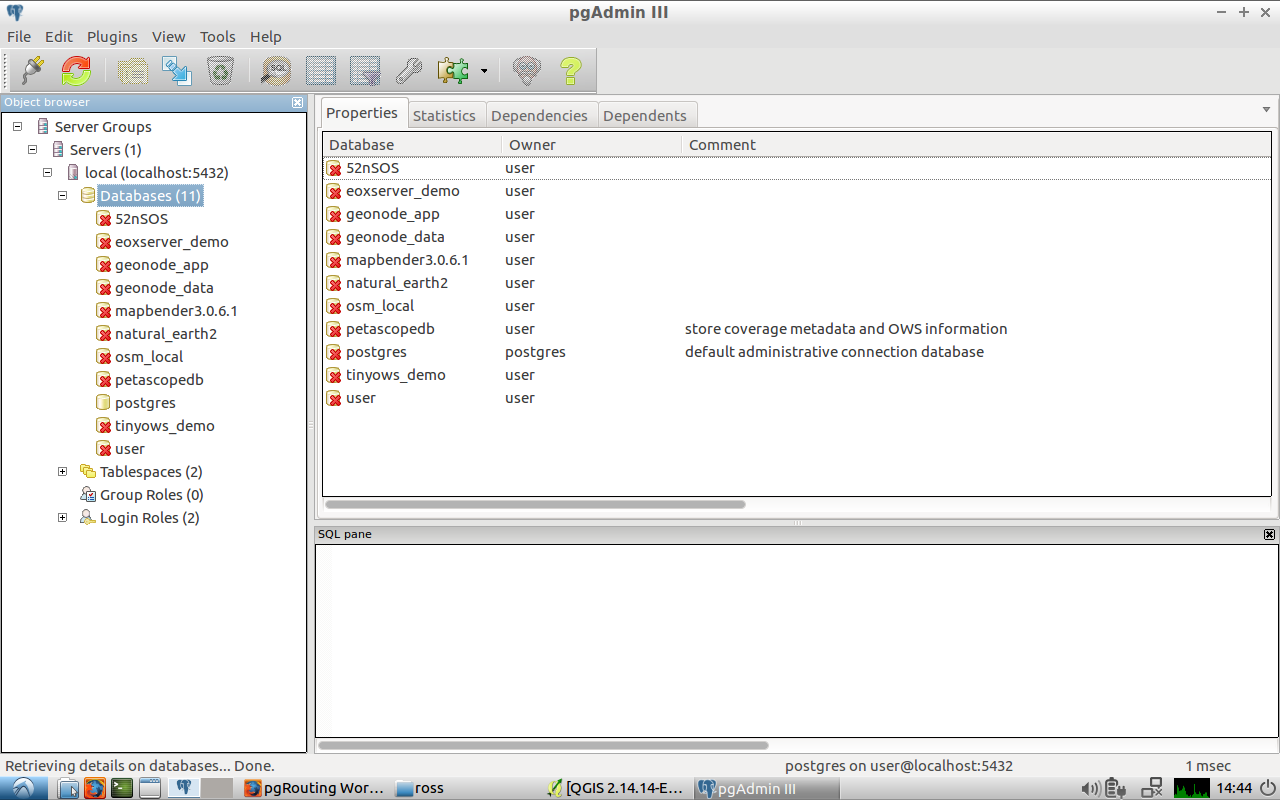 pgAdmin III
File Edit Plugins View Tools Help
SQL
Object browser
Server Groups
Servers (1)
local (localhost:5432)
Databases (11)
52nSOS
eoxserver_demo
geonode_app
geonode_data
mapbender3.0.6.1
natural_earth2
osm_local
petascopedb
postgres
tinyows_demo
user
Tablespaces (2)
Group Roles (0)
Login Roles (2)
Properties Statistics Dependencies Dependents
Database Owner Comment
52nSOS user
eoxserver_demo user
geonode_app user
geonode_data user
mapbender3.0.6.1 user
natural_earth2 user
osm_local user
petascopedb user store coverage metadata and OWS information
postgres postgres default administrative connection database
tinyows_demo user
user user
SQL pane
Retrieving details on databases... Done. postgres on user@localhost:5432 1 msec
pgRouting Wor... ross [QGIS 2.14.14-E... pgAdmin III 14:44